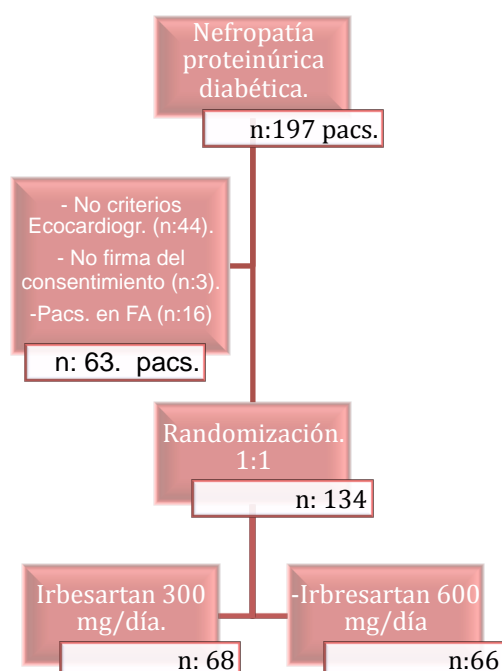 Nefropatía
proteinúrica
diabética.
n:197 pacs.
- No criterios
Ecocardiogr. (n:44).
- No firma del
consentimiento (n:3).
-Pacs. en FA (n:16)
n: 63. pacs.
Randomización.
1:1
n: 134
Irbesartan 300
mg/día.
n: 68
-Irbresartan 600
mg/día
n:66